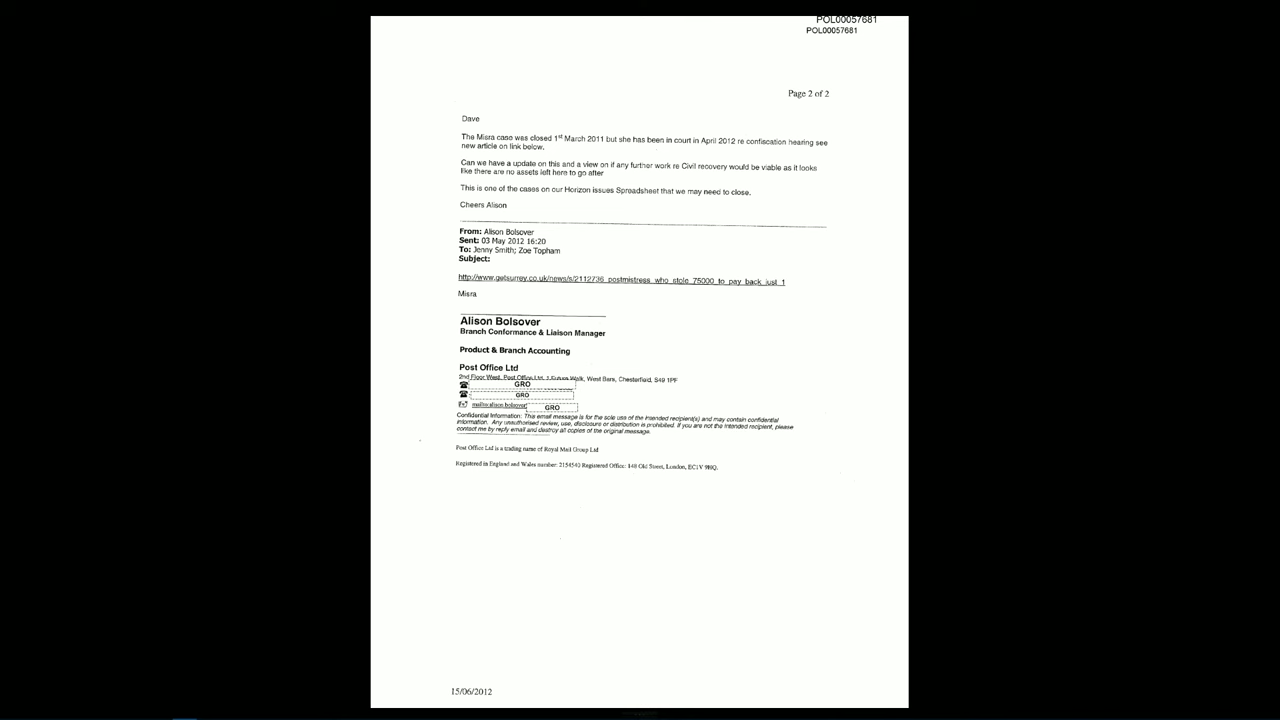 POL00057681
POL00057681
Page 2 of 2
Dave
The Misra case was closed 1st March 2011 but she has been in court in April 2012 re confiscation hearing see
new article on link below.
Can we have a update on this and a view on if any further work re Civil recovery would be viable as it looks
like there are no assets left here to go after
This is one of the cases on our Horizon issues Spreadsheet that we may need to close.
Cheers Alison
From: Alison Bolsover
Sent: 03 May 2012 16:20
To: Jenny Smith; Zoe Topham
Subject:
http://www.getsurrey.co.uk/news/s/2112736_postmistress_who_stole_75000_to_pay_back_just_1
Misra
Alison Bolsover
Branch Conformance & Liaison Manager
Product & Branch Accounting
Post Office Ltd
2nd Floor West, Post Office Ltd, 1 Future Walk, West Bars, Chesterfield, S49 1PF
GRO
GRO
mailto:alison.bolsover GRO
Confidential Information: This email message is for the sole use of the intended recipient(s) and may contain confidential
information. Any unauthorised review, use, disclosure or distribution is prohibited. If you are not the intended recipient, please
contact me by reply email and destroy all copies of the original message.
Post Office Ltd is a trading name of Royal Mail Group Ltd
Registered in England and Wales number: 2154540 Registered Office: 148 Old Street, London, EC1V 9HQ.
15/06/2012